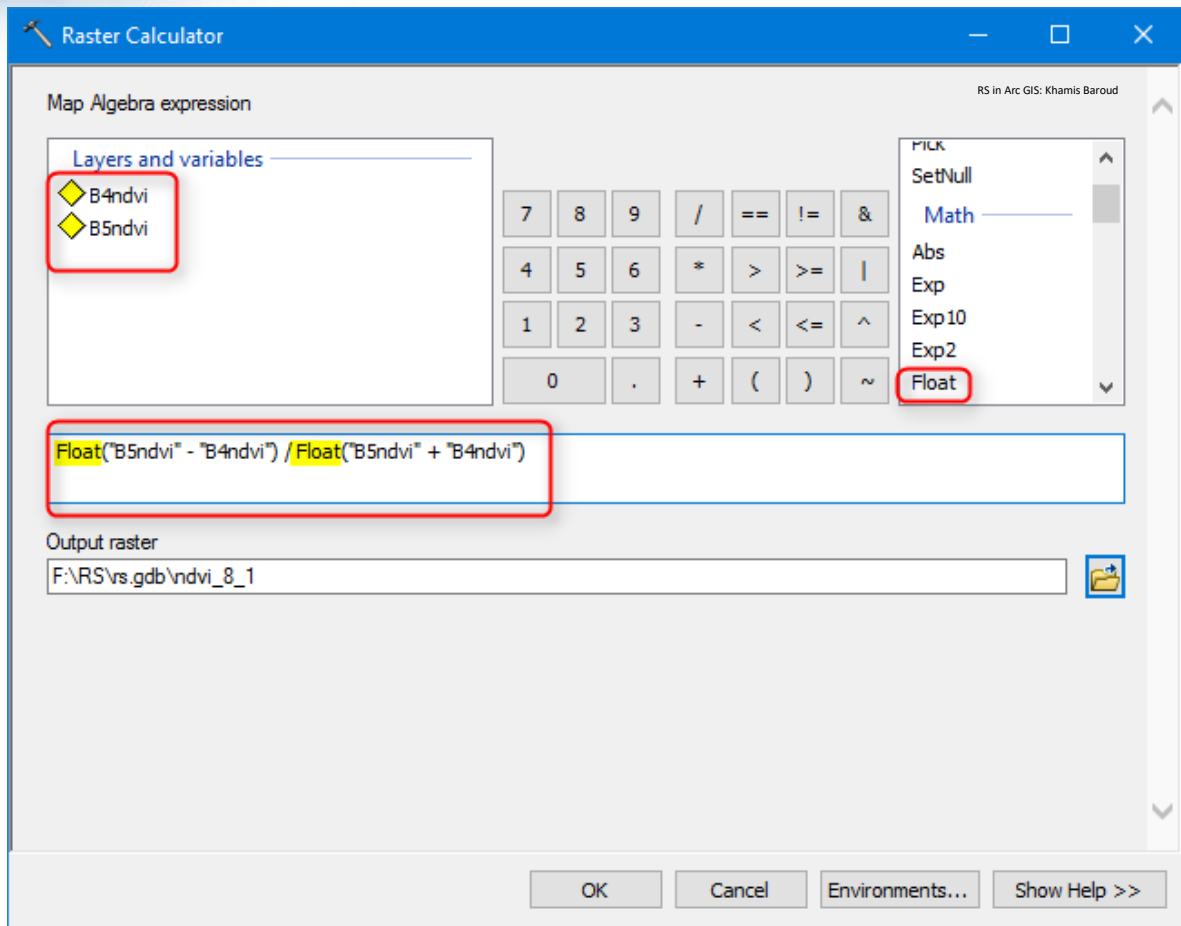 Raster Calculator
RS in Arc GIS: Khamis Baroud
Map Algebra expression
Layers and variables
B4ndvi
B5ndvi
7 8 9 / == != &
4 5 6 * > >= |
1 2 3 - < <= ^
0 . + ( ) ~
Pick
SetNull
Math
Abs
Exp
Exp10
Exp2
Float
Float("B5ndvi" - "B4ndvi") / Float("B5ndvi" + "B4ndvi")
Output raster
F:\RS\rs.gdb\ndvi_8_1
OK Cancel Environments... Show Help >>